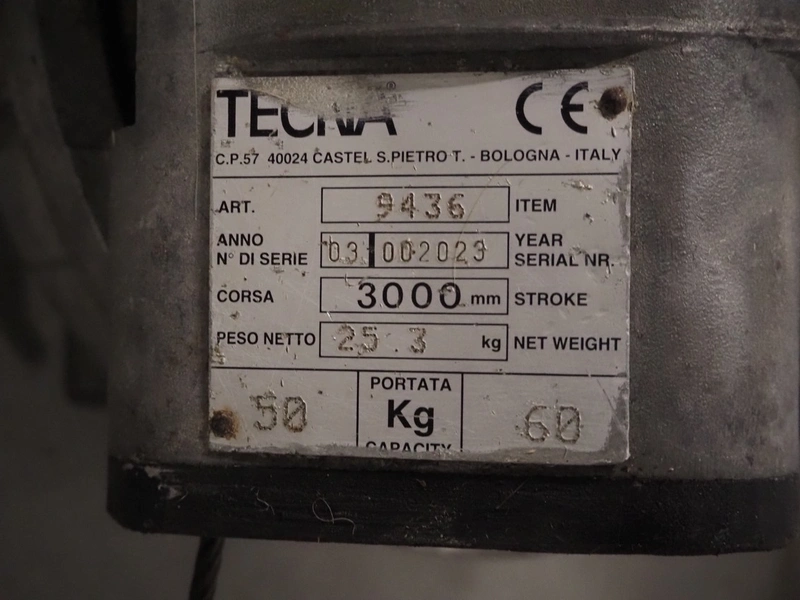 TECNA® CE
C.P.57 40024 CASTEL S.PIETRO T. - BOLOGNA - ITALY
ART. 9436 ITEM
ANNO YEAR
N° DI SERIE 03 002023 SERIAL NR.
CORSA 3000 mm STROKE
PESO NETTO 25.3 kg NET WEIGHT
PORTATA
50 Kg 60
CAPACITY